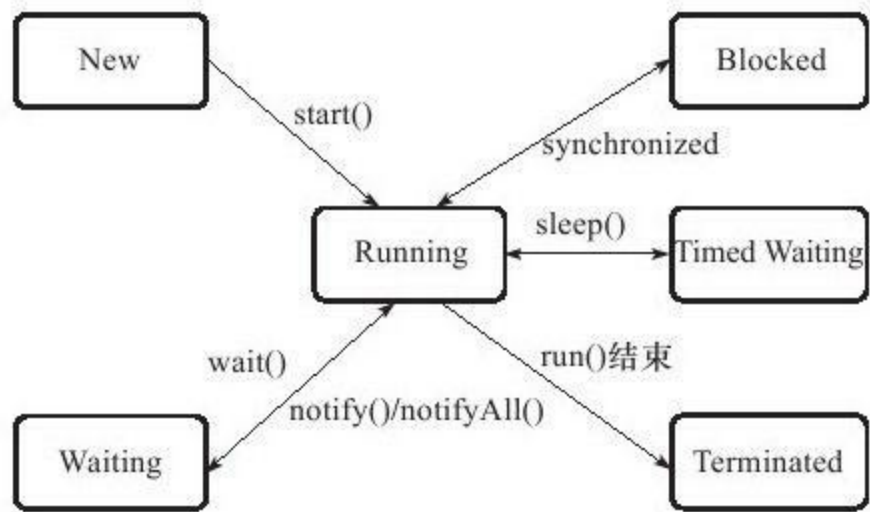 New
Blocked
start()
synchronized
sleep()
Running
Timed Waiting
wait()
run()结束
notify()/notifyAll()
Waiting
Terminated